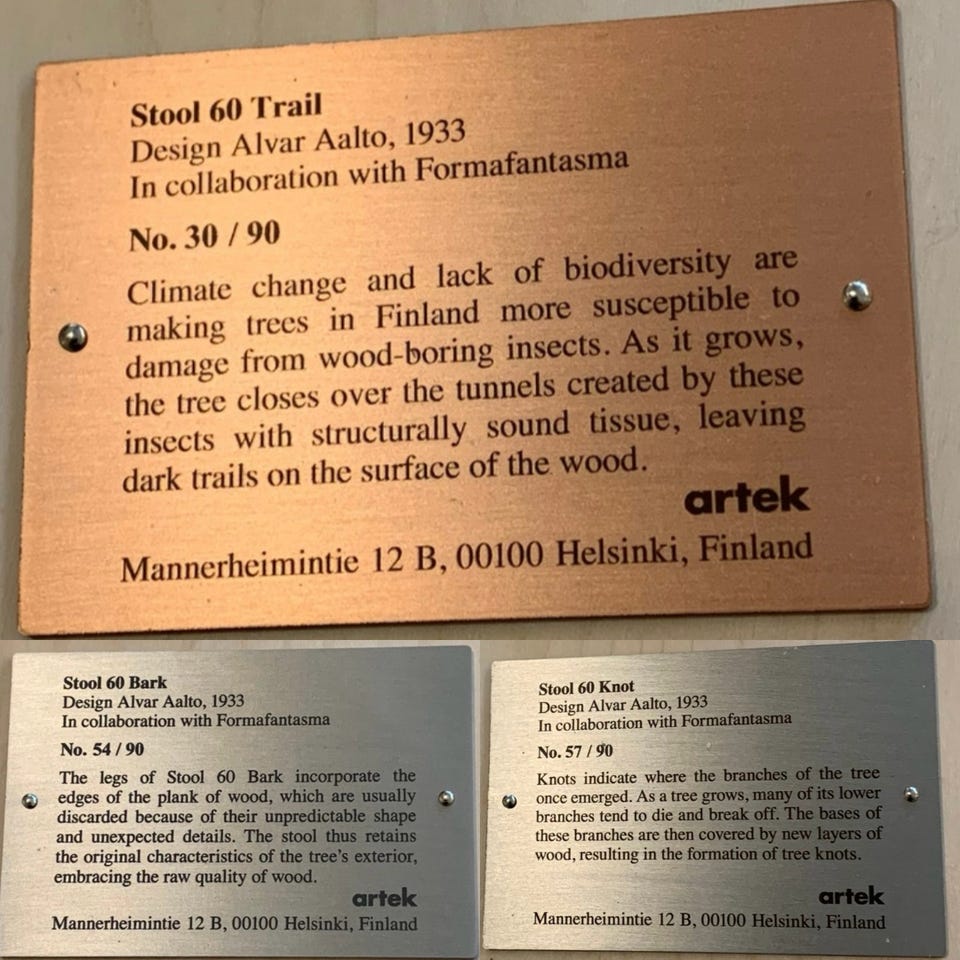 Stool 60 Trail
Design Alvar Aalto, 1933
In collaboration with Formafantasma
No. 30 / 90
Climate change and lack of biodiversity are
making trees in Finland more susceptible to
damage from wood-boring insects. As it grows,
the tree closes over the tunnels created by these
insects with structurally sound tissue, leaving
dark trails on the surface of the wood.
artek
Mannerheimintie 12 B, 00100 Helsinki, Finland
Stool 60 Bark
Design Alvar Aalto, 1933
In collaboration with Formafantasma
No. 54 / 90
The legs of Stool 60 Bark incorporate the
edges of the plank of wood, which are usually
discarded because of their unpredictable shape
and unexpected details. The stool thus retains
the original characteristics of the tree's exterior,
embracing the raw quality of wood.
artek
Mannerheimintie 12 B, 00100 Helsinki, Finland
Stool 60 Knot
Design Alvar Aalto, 1933
In collaboration with Formafantasma
No. 57 / 90
Knots indicate where the branches of the tree
once emerged. As a tree grows, many of its lower
branches tend to die and break off. The bases of
these branches are then covered by new layers of
wood, resulting in the formation of tree knots.
artek
Mannerheimintie 12 B, 00100 Helsinki, Finland